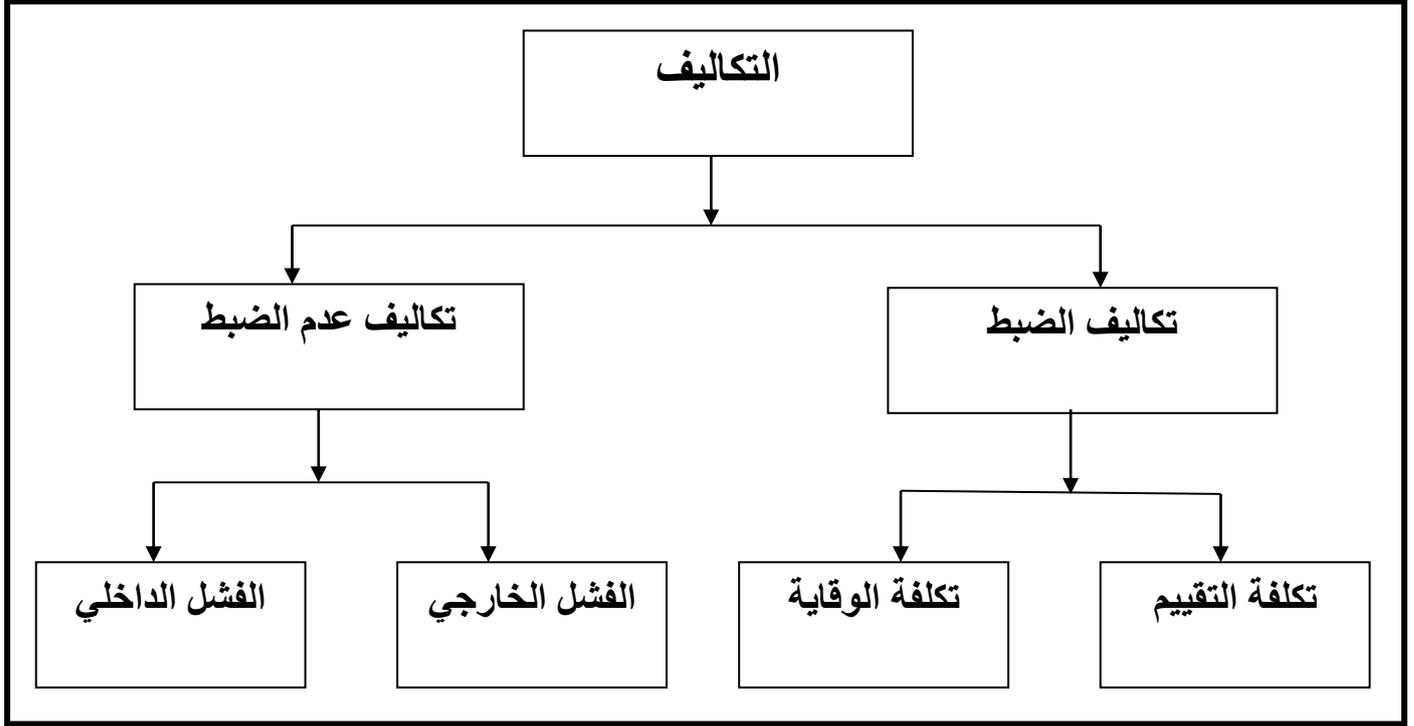 التكاليف
تكاليف الضبط
تكاليف عدم الضبط
تكلفة التقييم
تكلفة الوقاية
الفشل الخارجي
الفشل الداخلي